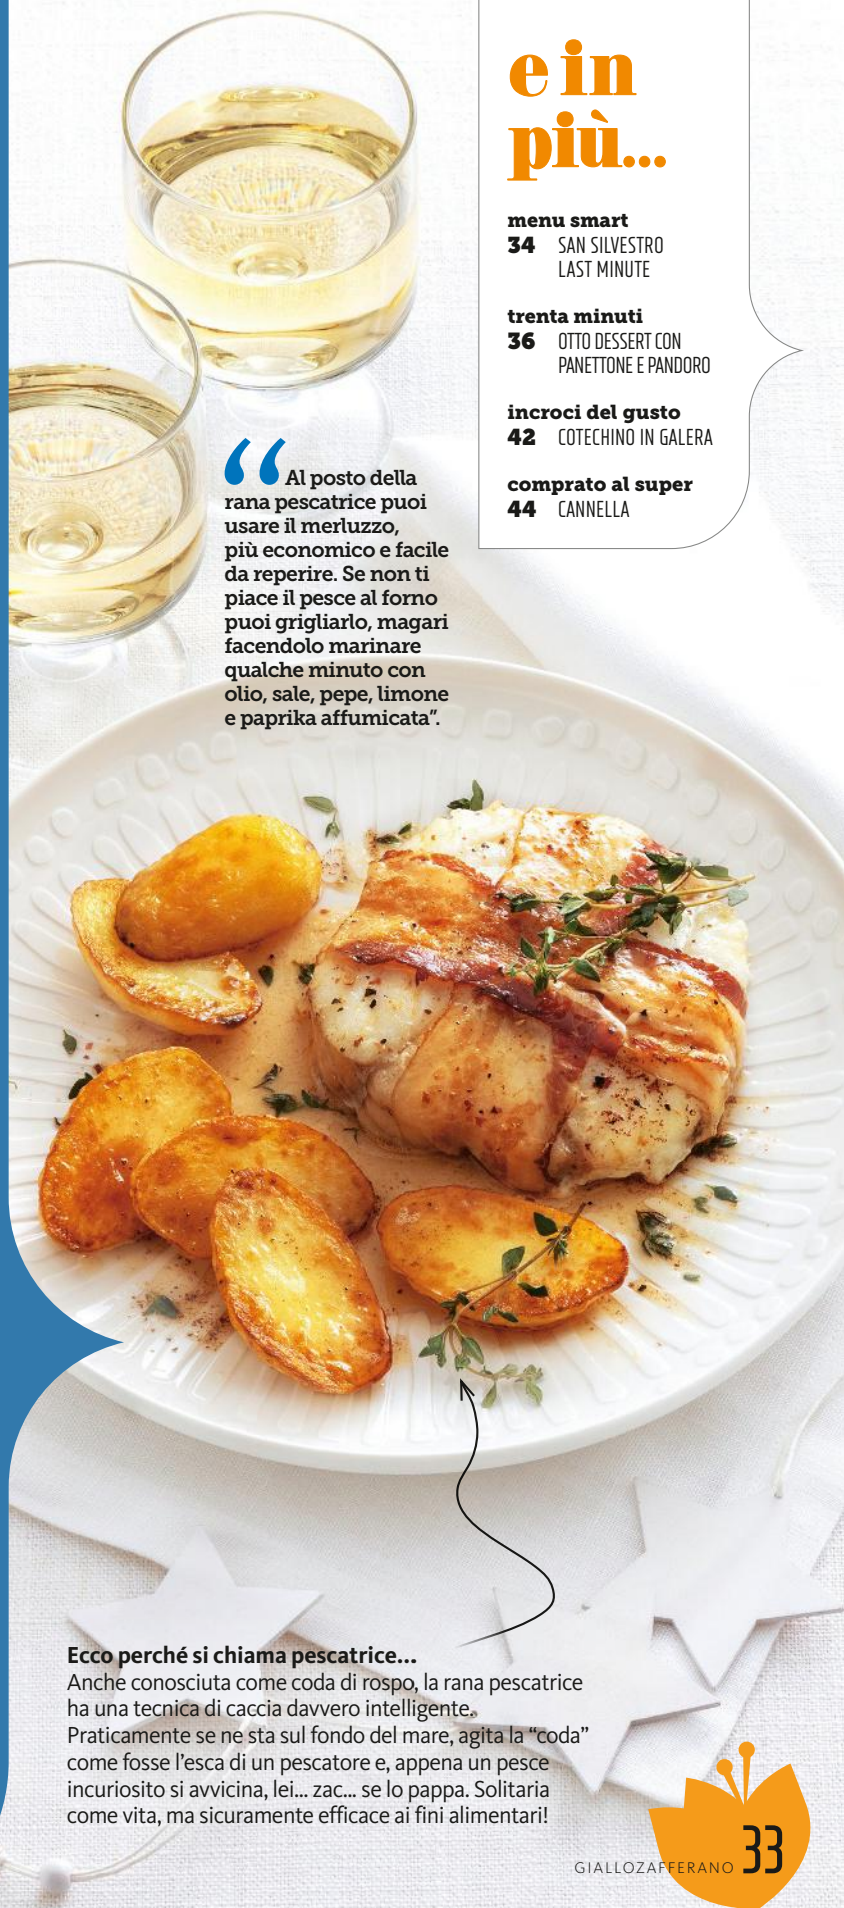 e in
più...
menu smart
34 SAN SILVESTRO
LAST MINUTE
trenta minuti
36 OTTO DESSERT CON
PANETTONE E PANDORO
incroci del gusto
42 COTECHINO IN GALERA
comprato al super
44 CANNELLA
“Al posto della
rana pescatrice puoi
usare il merluzzo,
più economico e facile
da reperire. Se non ti
piace il pesce al forno
puoi grigliarlo, magari
facendolo marinare
qualche minuto con
olio, sale, pepe, limone
e paprika affumicata”.
Ecco perché si chiama pescatrice...
Anche conosciuta come coda di rospo, la rana pescatrice
ha una tecnica di caccia davvero intelligente.
Praticamente se ne sta sul fondo del mare, agita la “coda”
come fosse l’esca di un pescatore e, appena un pesce
incuriosito si avvicina, lei... zac... se lo pappa. Solitaria
come vita, ma sicuramente efficace ai fini alimentari!
GIALLOZAFFERANO 33